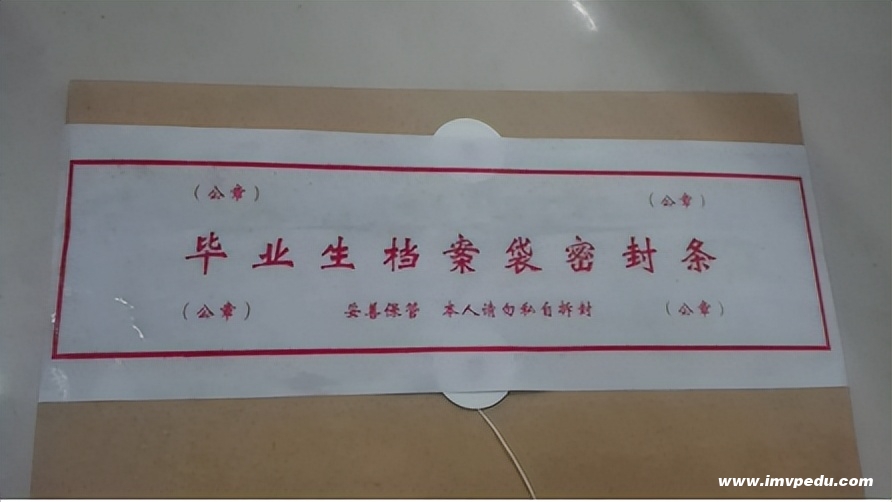 （公章） （公章）
毕业生档案袋密封条
（公章） 妥善保管 本人请勿私自拆封 （公章）
www.imvpedu.com